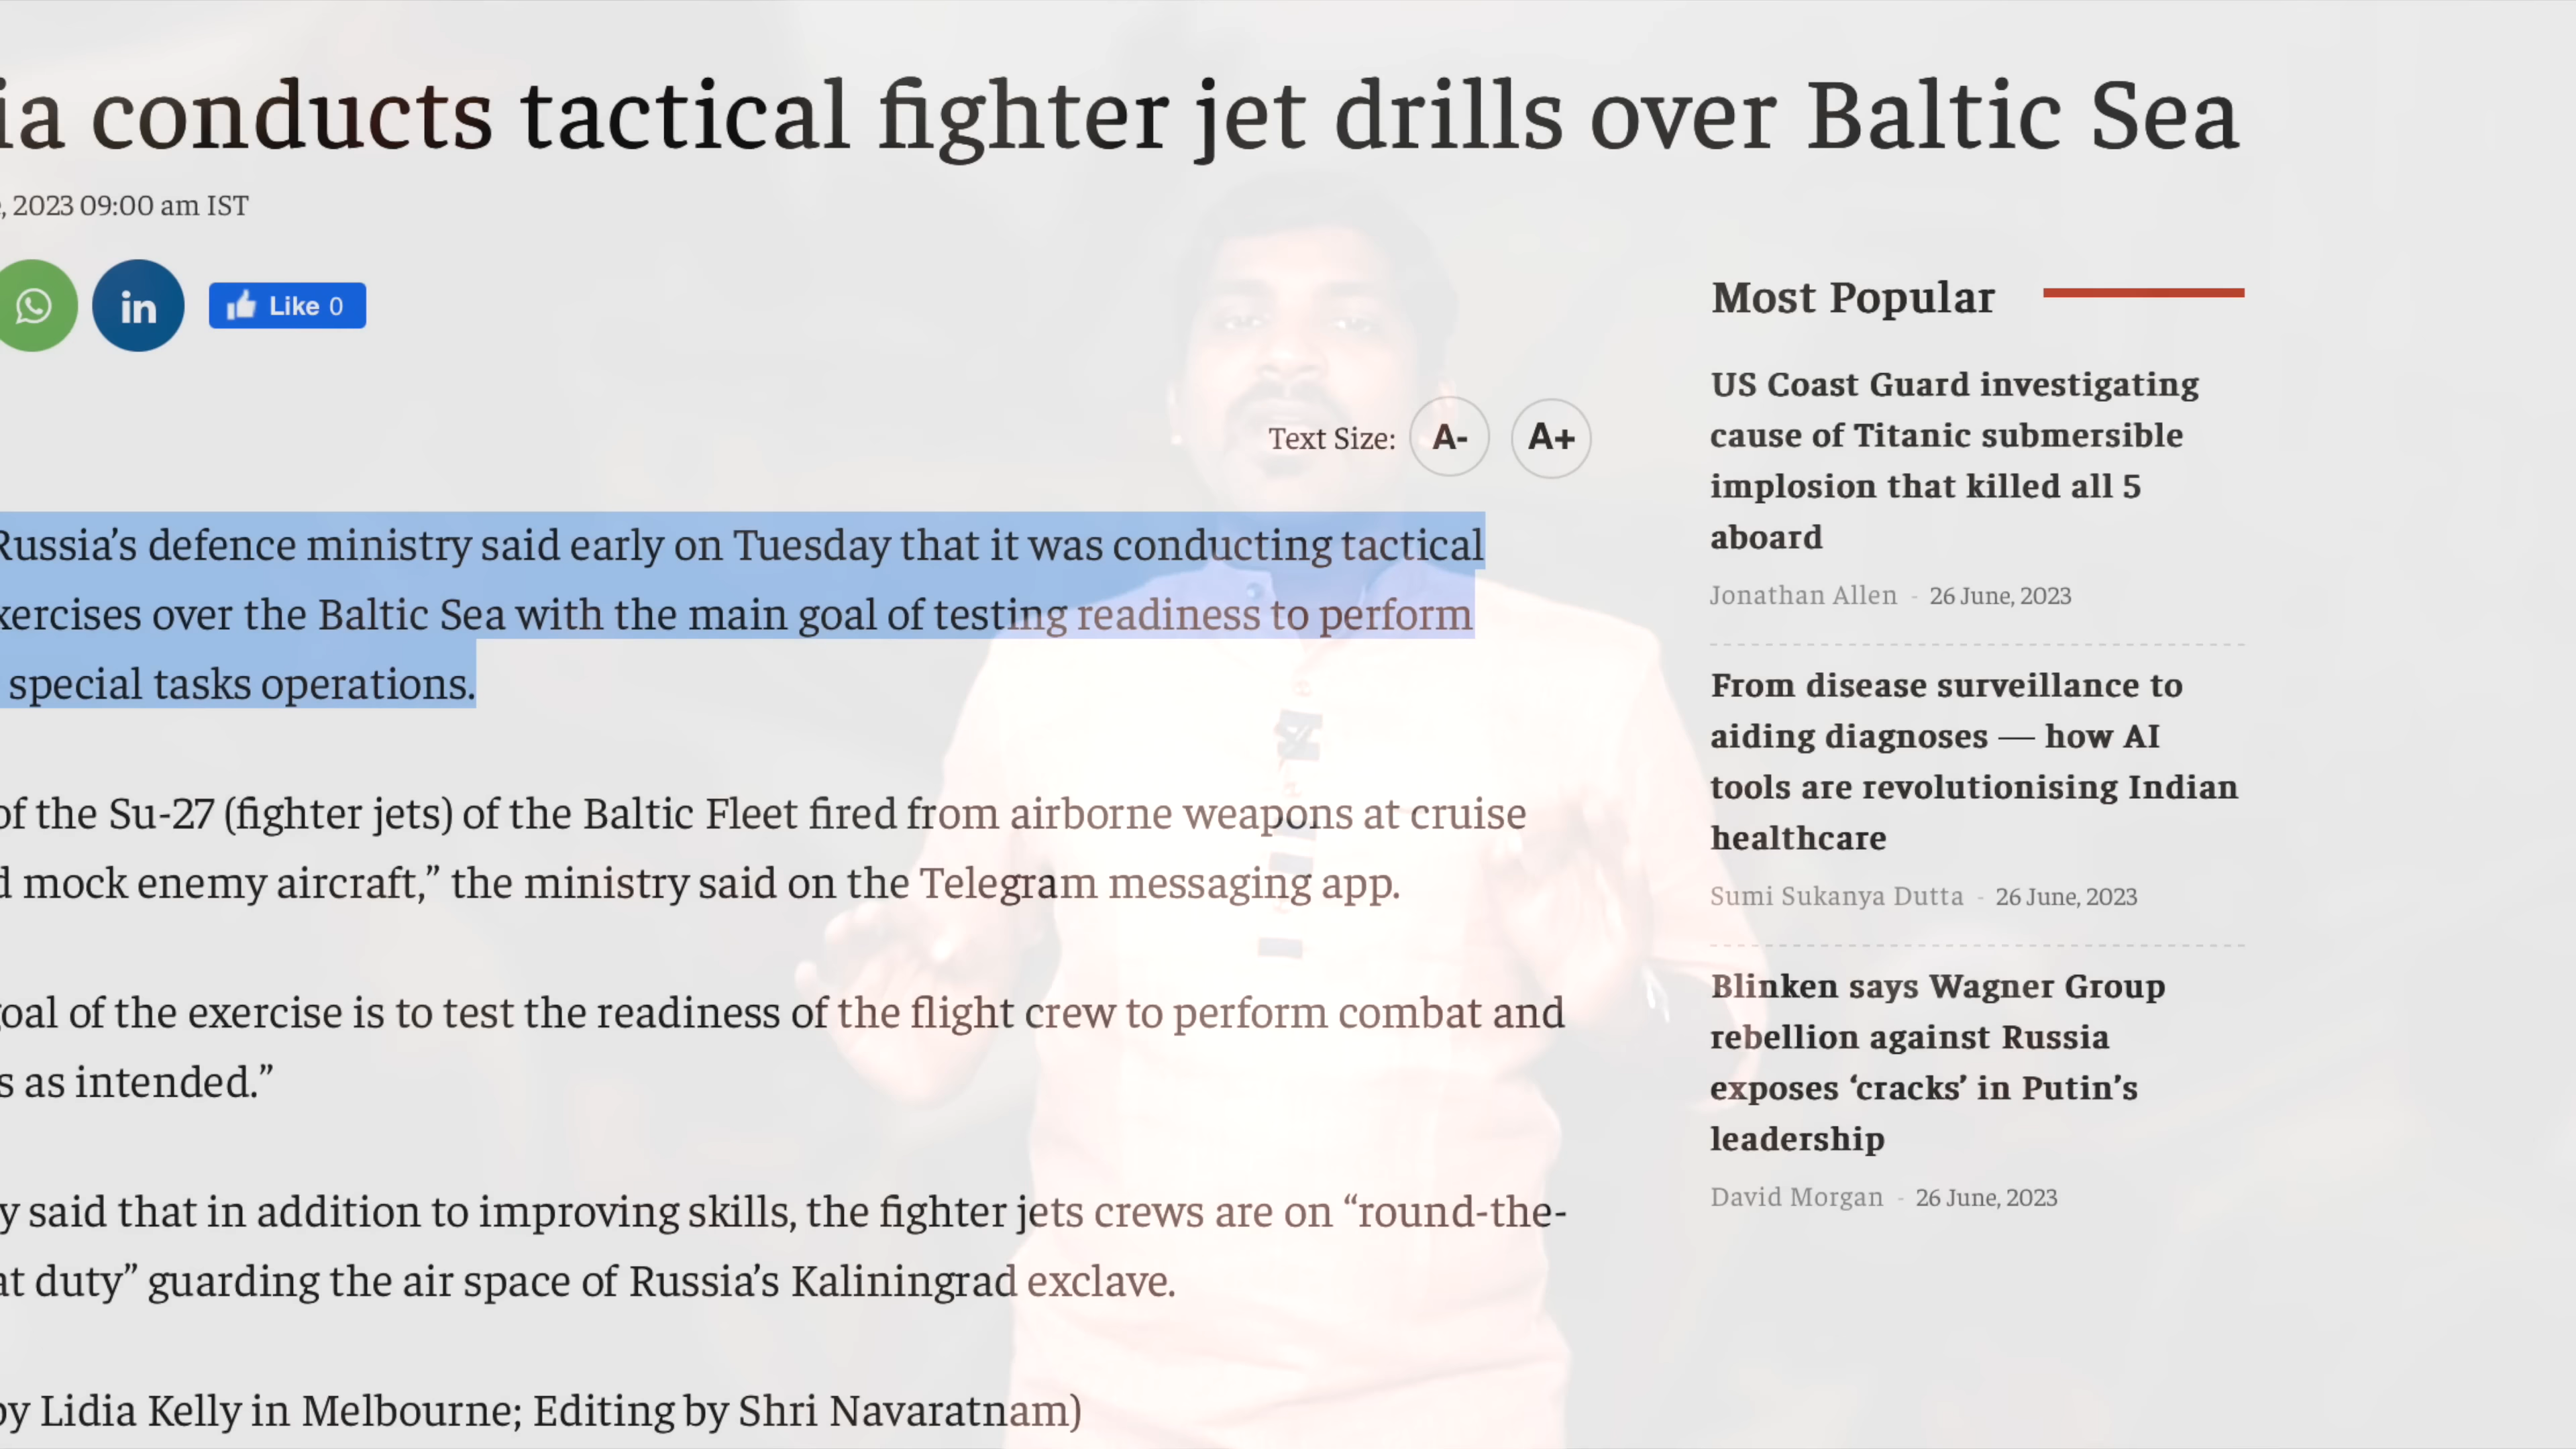 ia conducts tactical fighter jet drills over Baltic Sea
, 2023 09:00 am IST
in
Like 0
Text Size: A- A+
Russia’s defence ministry said early on Tuesday that it was conducting tactical
xercises over the Baltic Sea with the main goal of testing readiness to perform
special tasks operations.
of the Su-27 (fighter jets) of the Baltic Fleet fired from airborne weapons at cruise
d mock enemy aircraft,” the ministry said on the Telegram messaging app.
goal of the exercise is to test the readiness of the flight crew to perform combat and
s as intended.”
y said that in addition to improving skills, the fighter jets crews are on “round-the-
at duty” guarding the air space of Russia’s Kaliningrad exclave.
by Lidia Kelly in Melbourne; Editing by Shri Navaratnam)
Most Popular
US Coast Guard investigating
cause of Titanic submersible
implosion that killed all 5
aboard
Jonathan Allen - 26 June, 2023
From disease surveillance to
aiding diagnoses — how AI
tools are revolutionising Indian
healthcare
Sumi Sukanya Dutta - 26 June, 2023
Blinken says Wagner Group
rebellion against Russia
exposes ‘cracks’ in Putin’s
leadership
David Morgan - 26 June, 2023